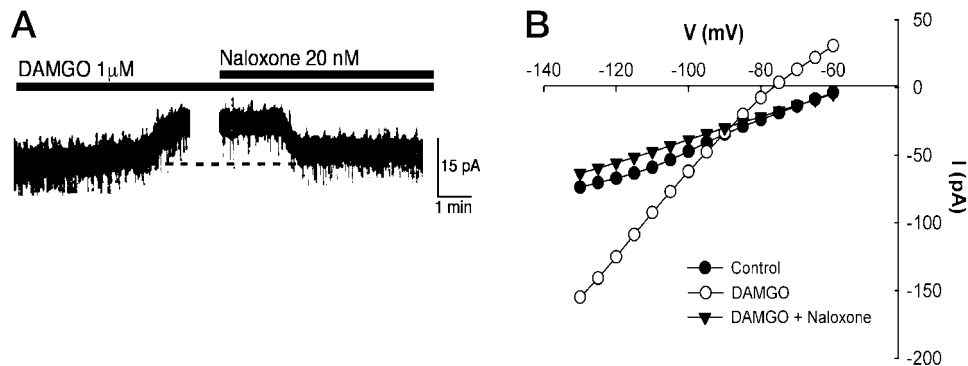 A
DAMGO 1μM
Naloxone 20 nM
15 pA
1 min
B
V (mV)
-140 -120 -100 -80 -60
50
0
-50
-100
-150
-200
I (pA)
Control
DAMGO
DAMGO + Naloxone